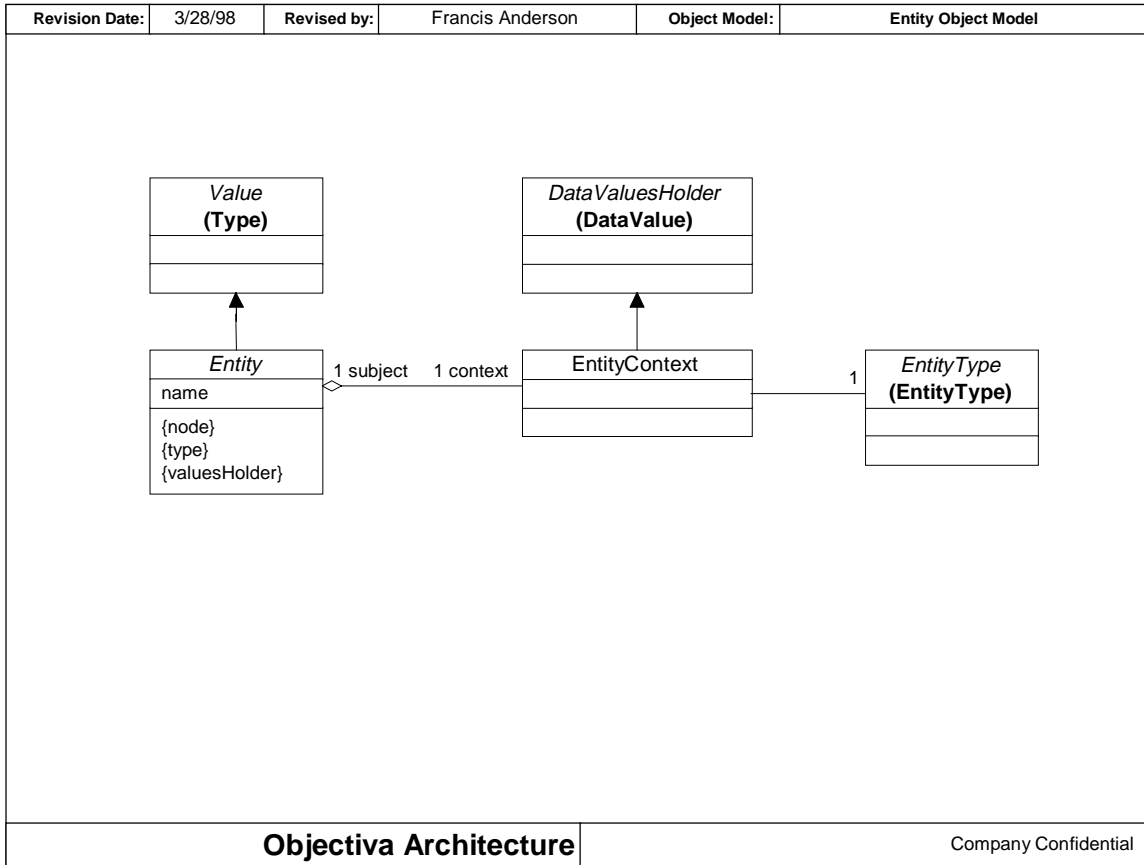 Revision Date: 3/28/98 Revised by: Francis Anderson Object Model: Entity Object Model
Value
(Type)
DataValuesHolder
(DataValue)
Entity
name
{node}
{type}
{valuesHolder}
1 subject 1 context
EntityContext
1
EntityType
(EntityType)
Objectiva Architecture
Company Confidential